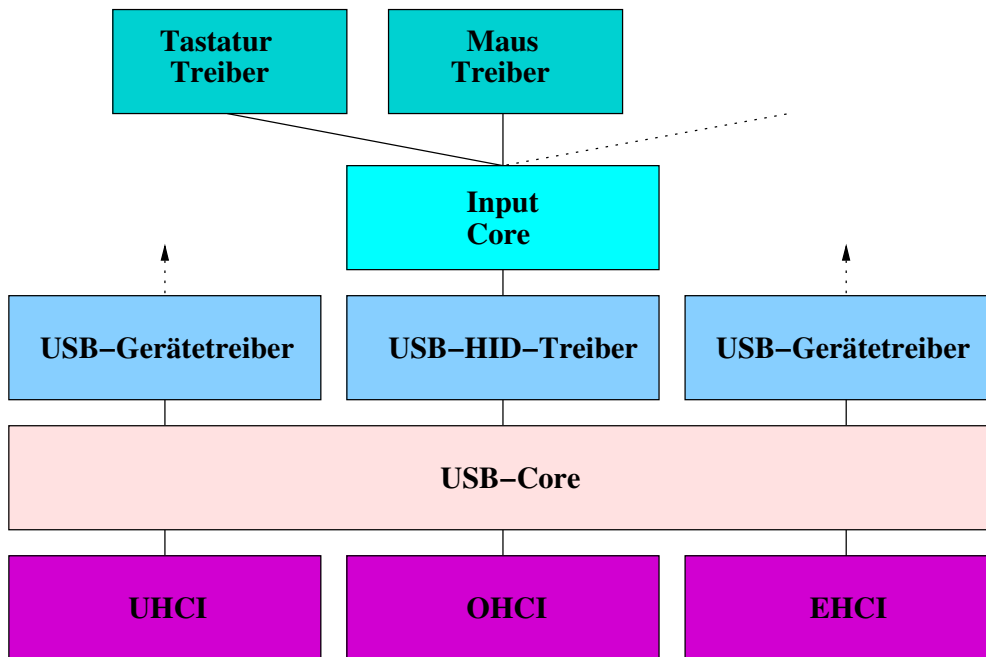 Tastatur
Treiber
Maus
Treiber
Input
Core
USB−Gerätetreiber
USB−HID−Treiber
USB−Gerätetreiber
USB−Core
UHCI
OHCI
EHCI